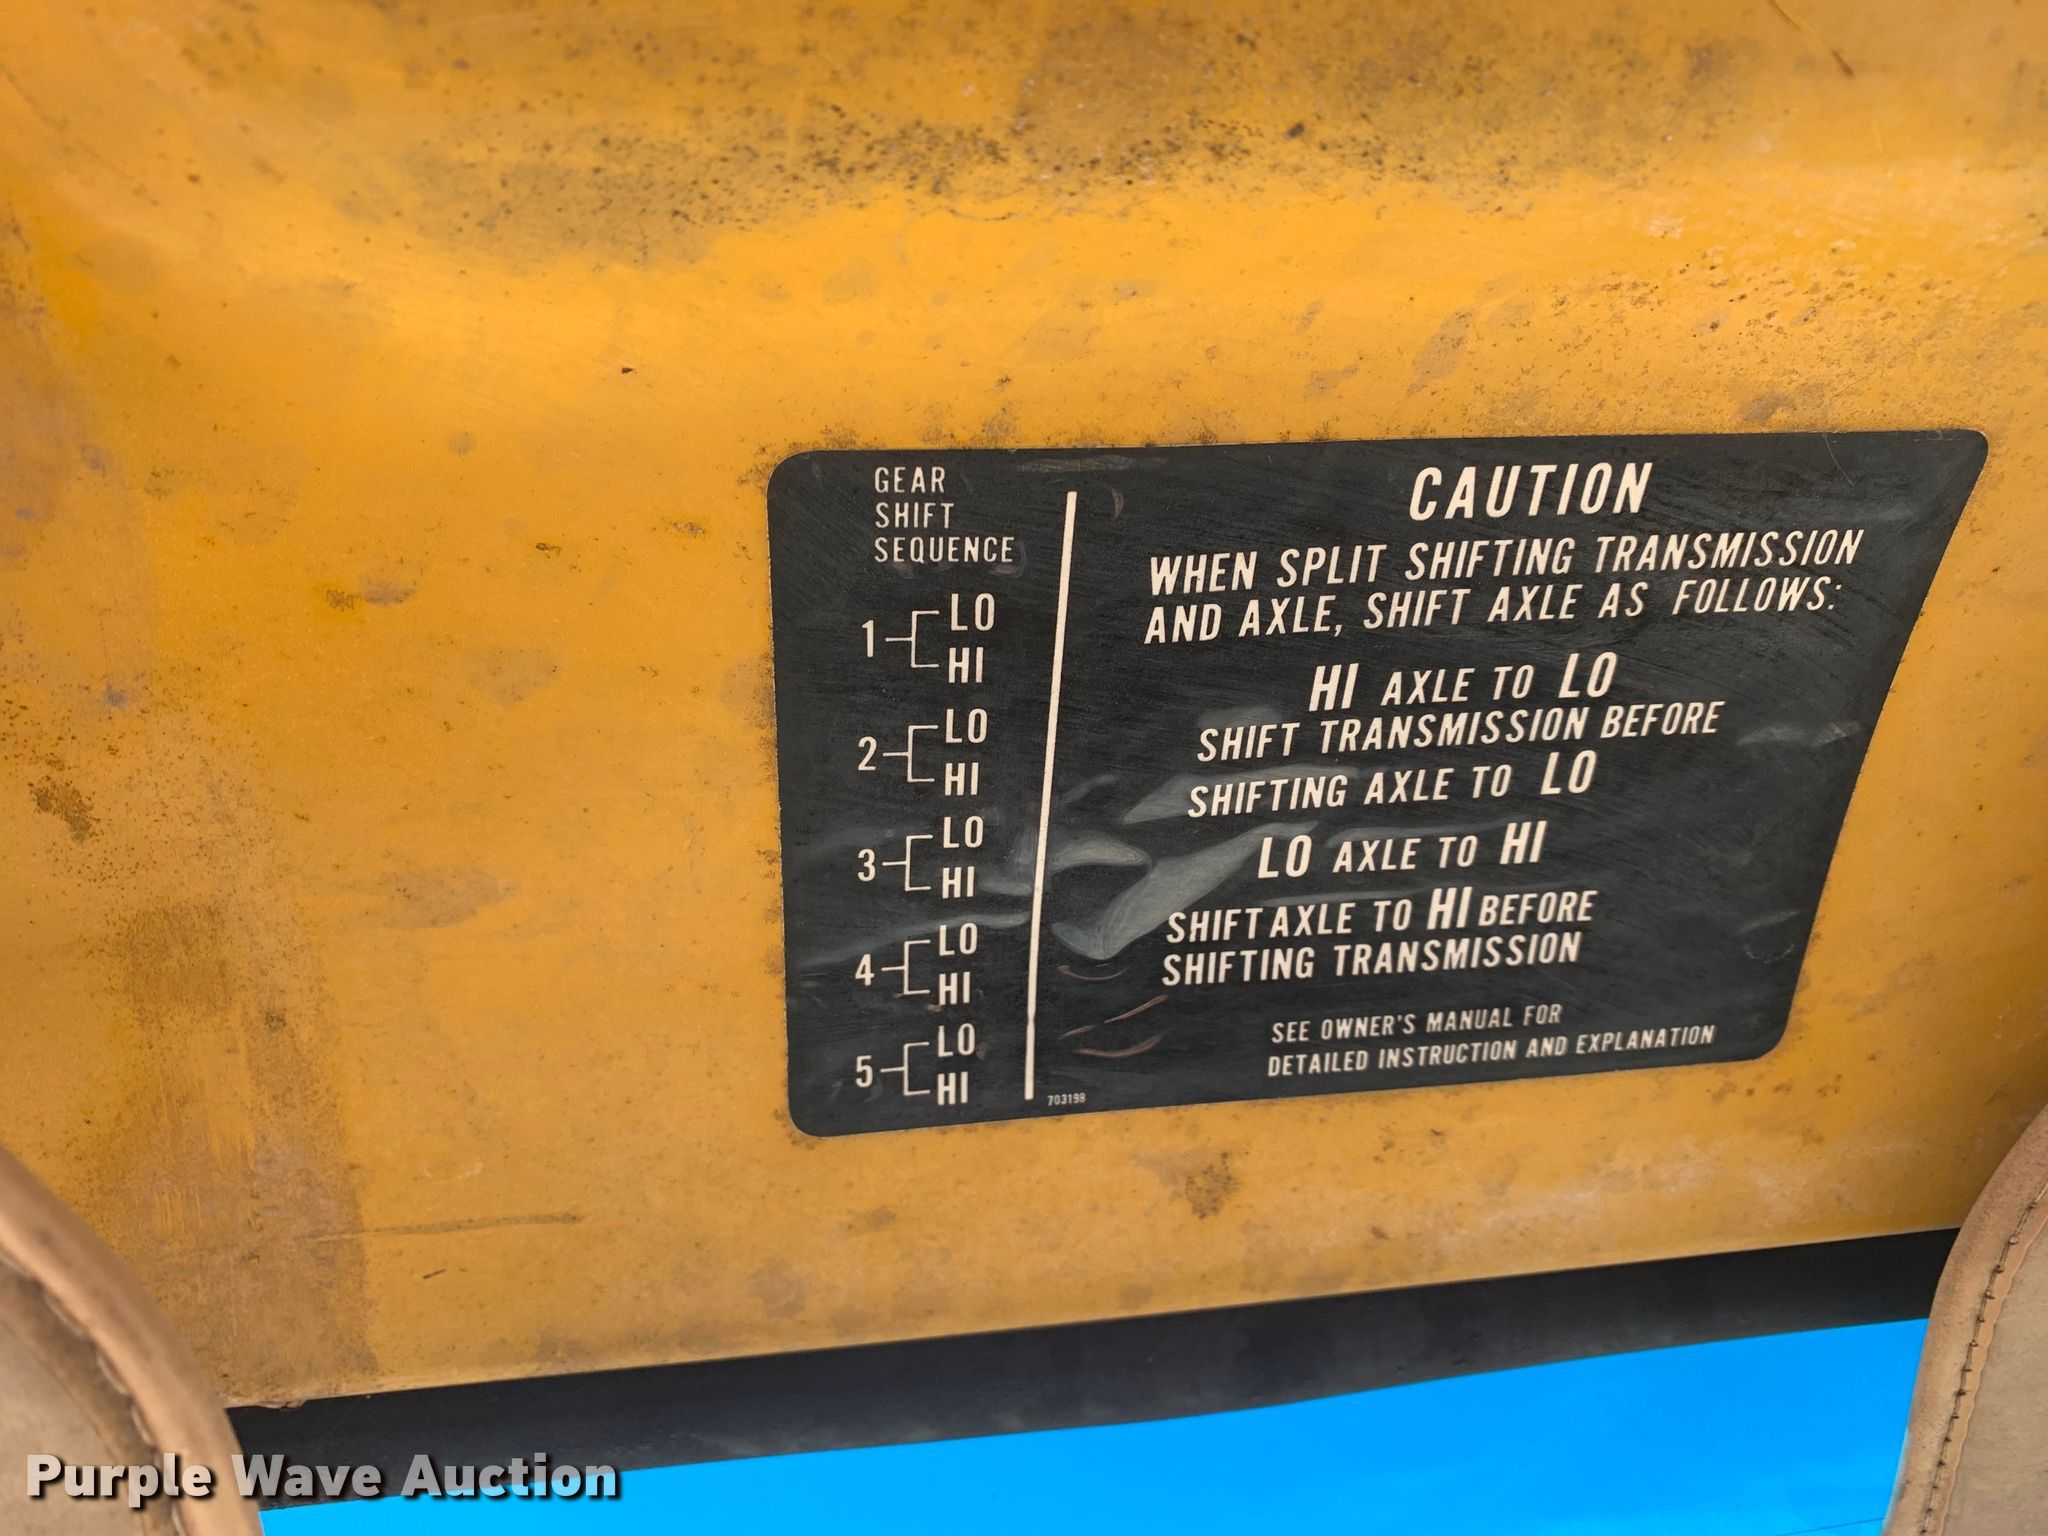 GEAR
SHIFT
SEQUENCE
1 LO
HI
2 LO
HI
3 LO
HI
4 LO
HI
5 LO
HI
CAUTION
WHEN SPLIT SHIFTING TRANSMISSION
AND AXLE, SHIFT AXLE AS FOLLOWS:
HI AXLE TO LO
SHIFT TRANSMISSION BEFORE
SHIFTING AXLE TO LO
LO AXLE TO HI
SHIFT AXLE TO HI BEFORE
SHIFTING TRANSMISSION
SEE OWNER'S MANUAL FOR
DETAILED INSTRUCTION AND EXPLANATION
703198
Purple Wave Auction